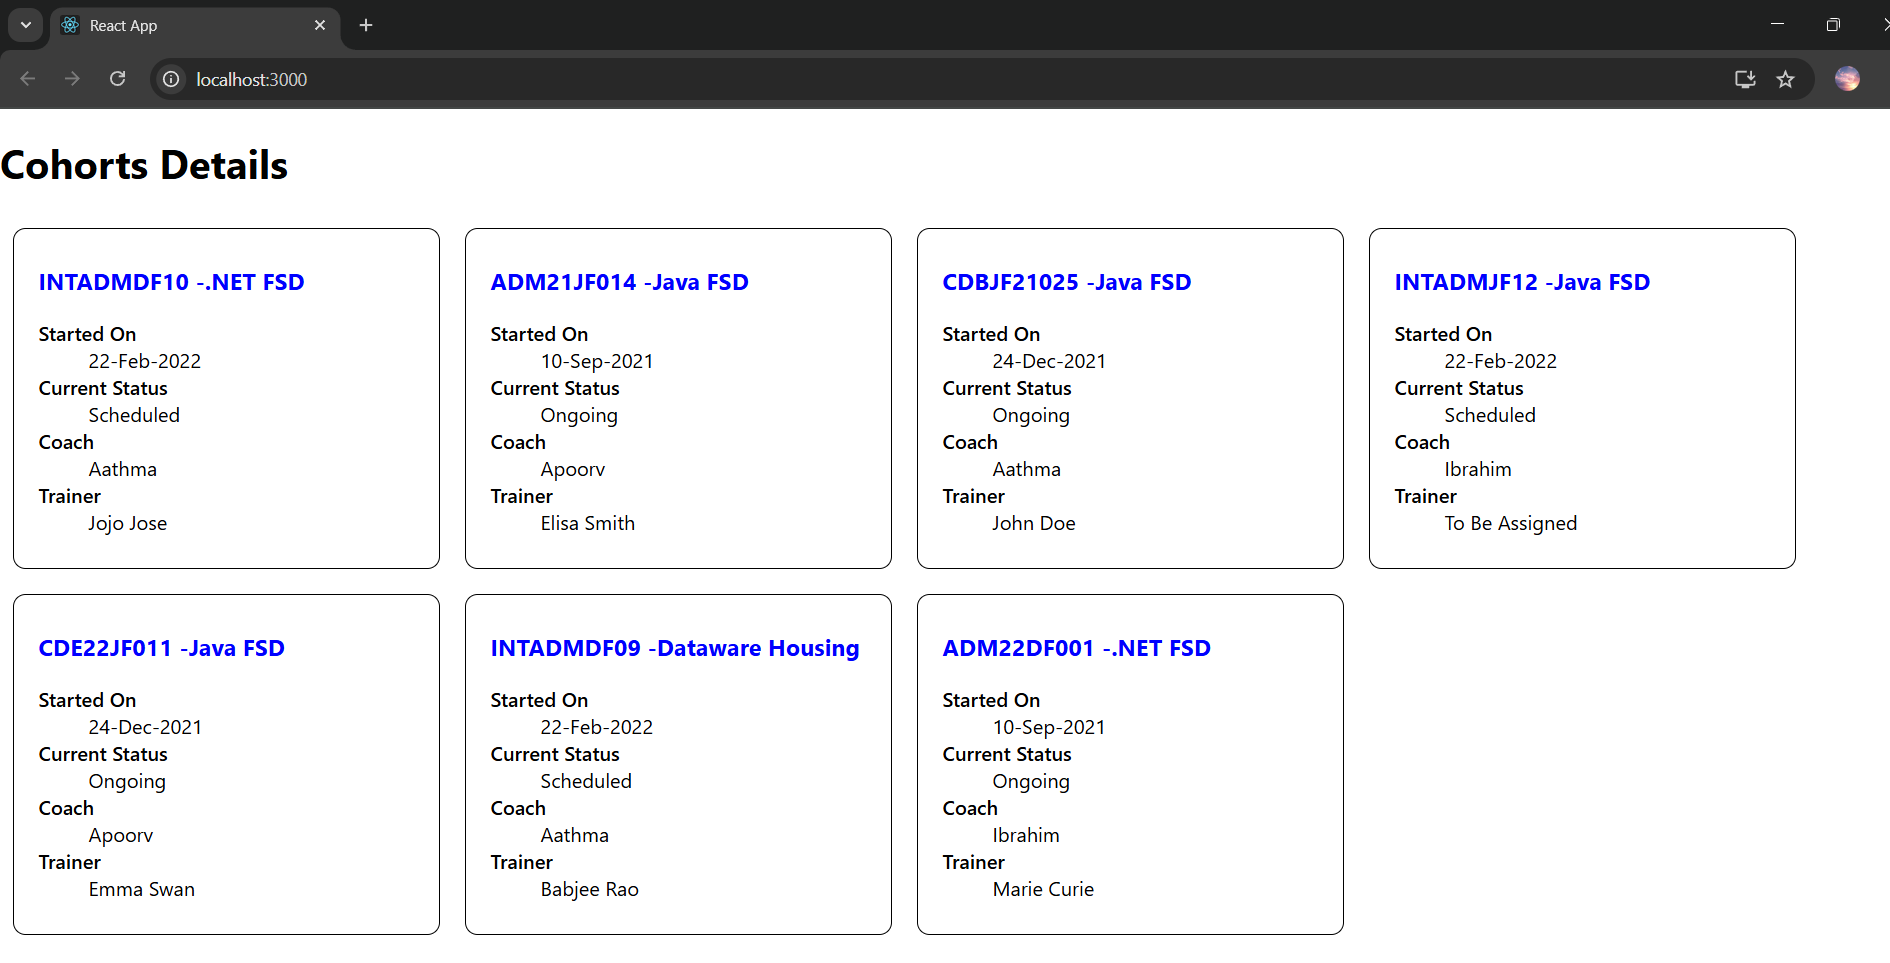 React App
localhost:3000
Cohorts Details
INTADMDF10 -.NET FSD
Started On
22-Feb-2022
Current Status
Scheduled
Coach
Aathma
Trainer
Jojo Jose
ADM21JF014 -Java FSD
Started On
10-Sep-2021
Current Status
Ongoing
Coach
Apoorv
Trainer
Elisa Smith
CDBJF21025 -Java FSD
Started On
24-Dec-2021
Current Status
Ongoing
Coach
Aathma
Trainer
John Doe
INTADMJF12 -Java FSD
Started On
22-Feb-2022
Current Status
Scheduled
Coach
Ibrahim
Trainer
To Be Assigned
CDE22JF011 -Java FSD
Started On
24-Dec-2021
Current Status
Ongoing
Coach
Apoorv
Trainer
Emma Swan
INTADMDF09 -Dataware Housing
Started On
22-Feb-2022
Current Status
Scheduled
Coach
Aathma
Trainer
Babjee Rao
ADM22DF001 -.NET FSD
Started On
10-Sep-2021
Current Status
Ongoing
Coach
Ibrahim
Trainer
Marie Curie